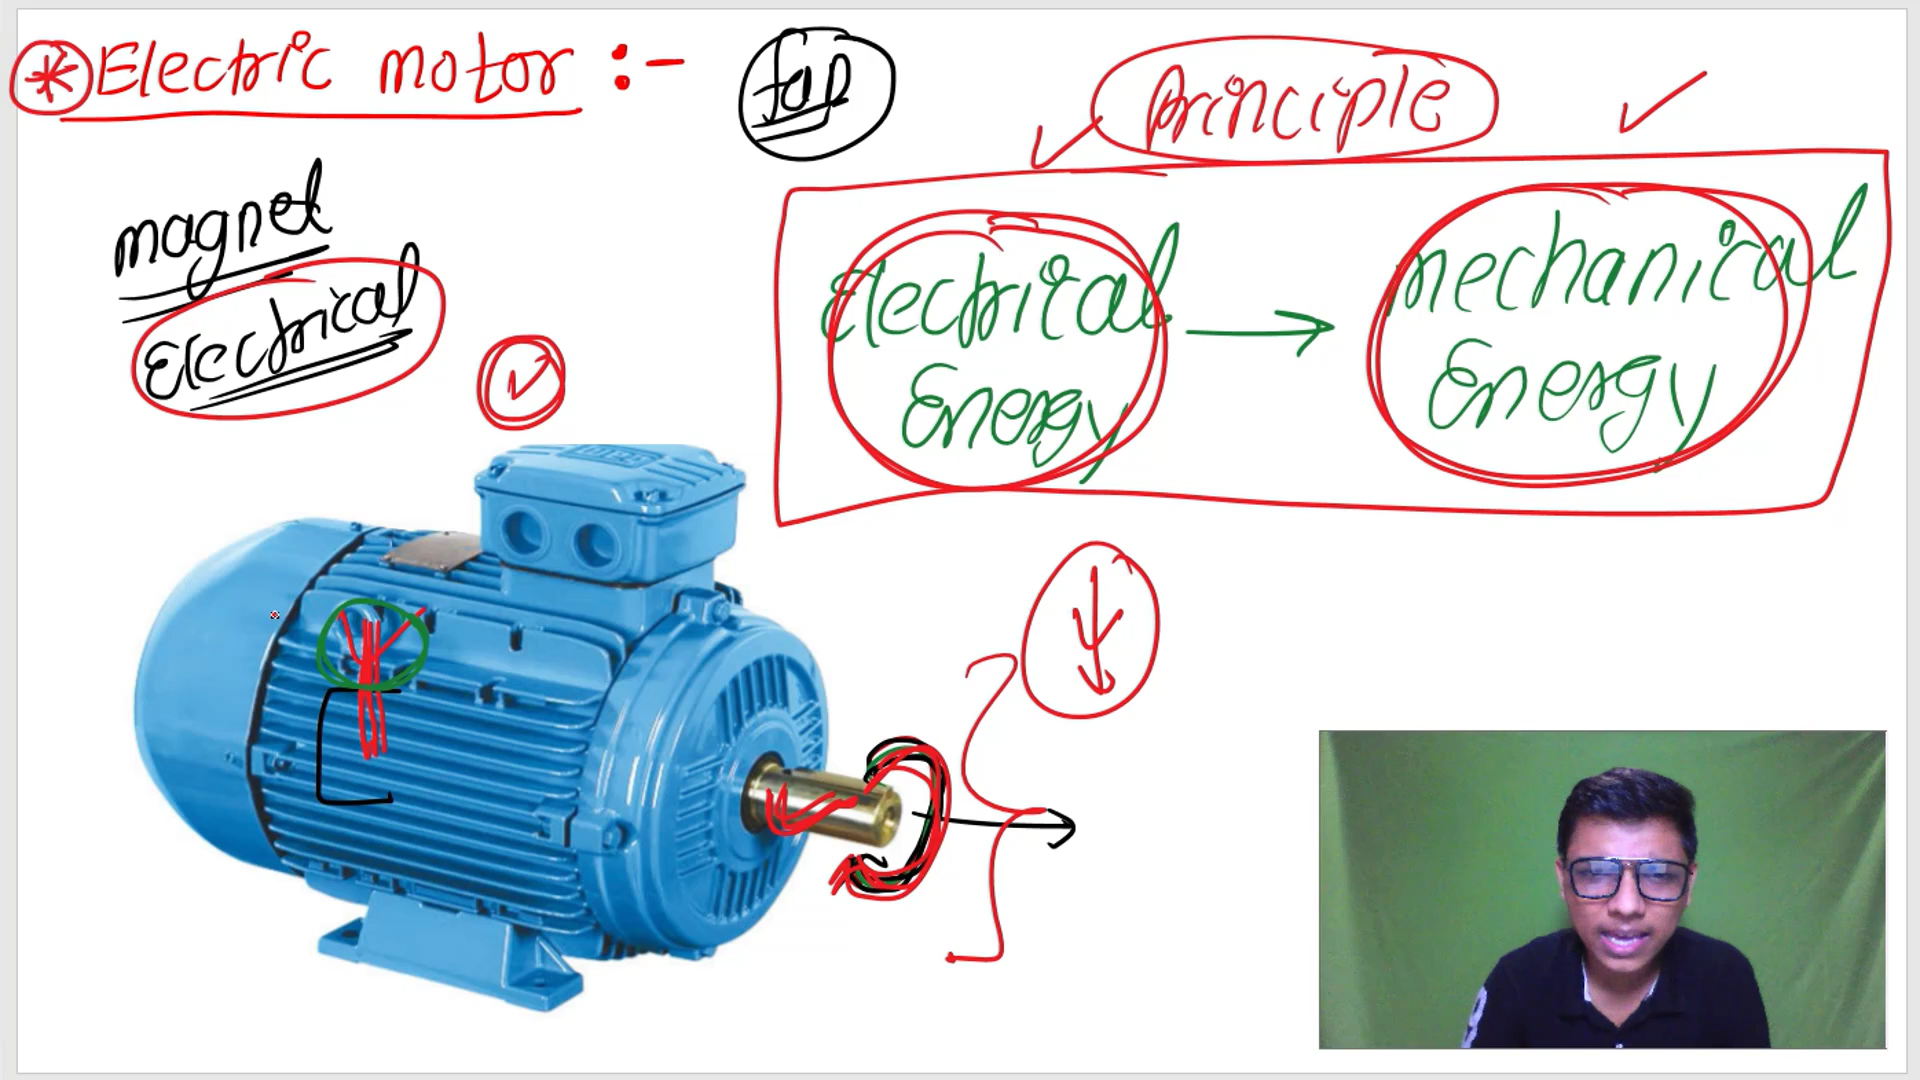 * Electric motor :-
fan
Principle
magnet
Electrical
Electrical
Energy
→
mechanical
Energy